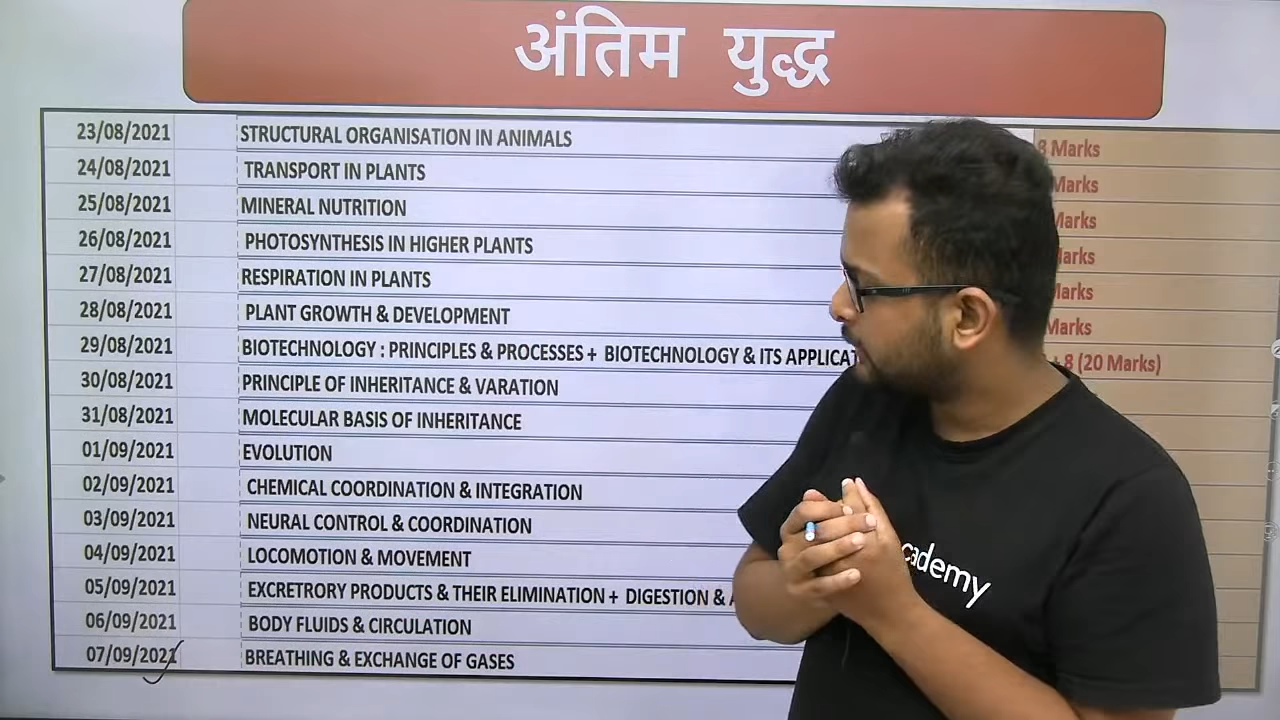 अंतिम युद्ध
23/08/2021 STRUCTURAL ORGANISATION IN ANIMALS 8 Marks
24/08/2021 TRANSPORT IN PLANTS Marks
25/08/2021 MINERAL NUTRITION Marks
26/08/2021 PHOTOSYNTHESIS IN HIGHER PLANTS arks
27/08/2021 RESPIRATION IN PLANTS Marks
28/08/2021 PLANT GROWTH & DEVELOPMENT Marks
29/08/2021 BIOTECHNOLOGY : PRINCIPLES & PROCESSES + BIOTECHNOLOGY & ITS APPLICAT + 8 (20 Marks)
30/08/2021 PRINCIPLE OF INHERITANCE & VARATION
31/08/2021 MOLECULAR BASIS OF INHERITANCE
01/09/2021 EVOLUTION
02/09/2021 CHEMICAL COORDINATION & INTEGRATION
03/09/2021 NEURAL CONTROL & COORDINATION
04/09/2021 LOCOMOTION & MOVEMENT
05/09/2021 EXCRETRORY PRODUCTS & THEIR ELIMINATION + DIGESTION &
06/09/2021 BODY FLUIDS & CIRCULATION
07/09/2021 BREATHING & EXCHANGE OF GASES
cademy